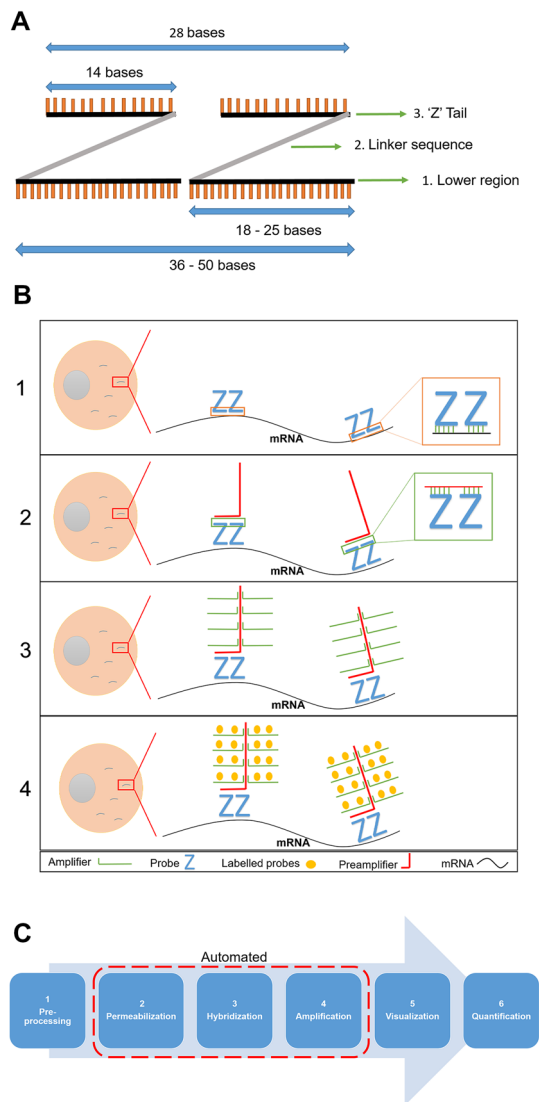 A
28 bases
14 bases
3. ‘Z’ Tail
2. Linker sequence
1. Lower region
18 - 25 bases
36 - 50 bases
B
1
ZZ
ZZ
mRNA
ZZ
2
ZZ
ZZ
mRNA
ZZ
3
ZZ
ZZ
mRNA
4
ZZ
ZZ
mRNA
Amplifier Probe Z Labelled probes Preamplifier mRNA
C
Automated
1
Pre-
processing
2
Permeabilization
3
Hybridization
4
Amplification
5
Visualization
6
Quantification